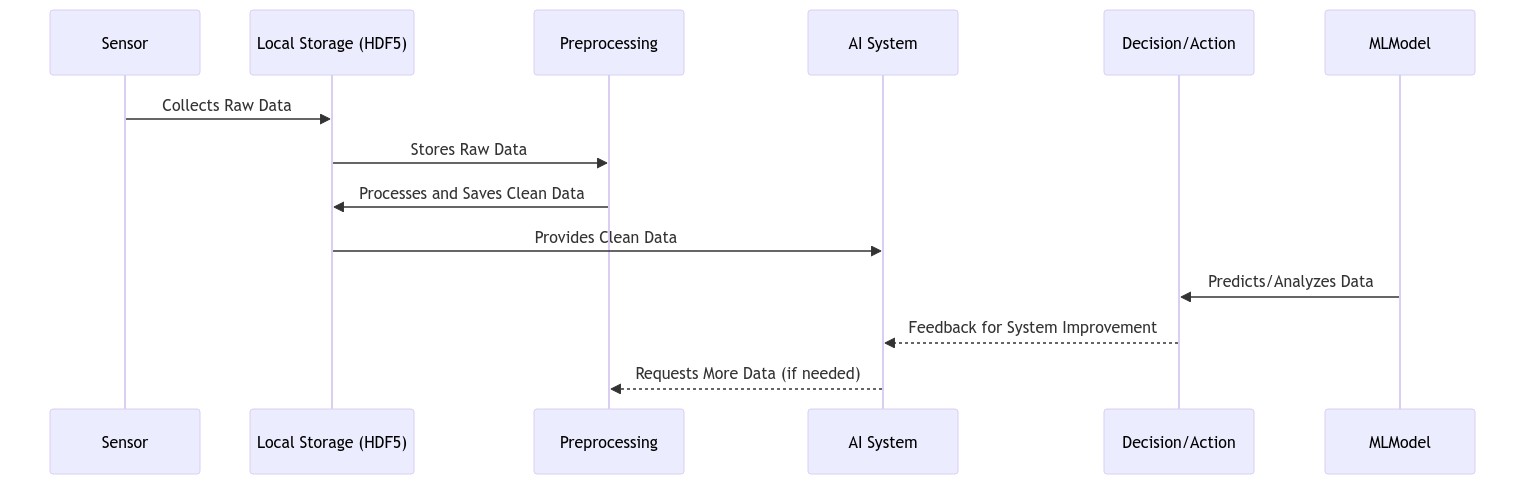 Sensor
Local Storage (HDF5)
Preprocessing
AI System
Decision/Action
MLModel
Collects Raw Data
Stores Raw Data
Processes and Saves Clean Data
Provides Clean Data
Predicts/Analyzes Data
Feedback for System Improvement
Requests More Data (if needed)
Sensor
Local Storage (HDF5)
Preprocessing
AI System
Decision/Action
MLModel